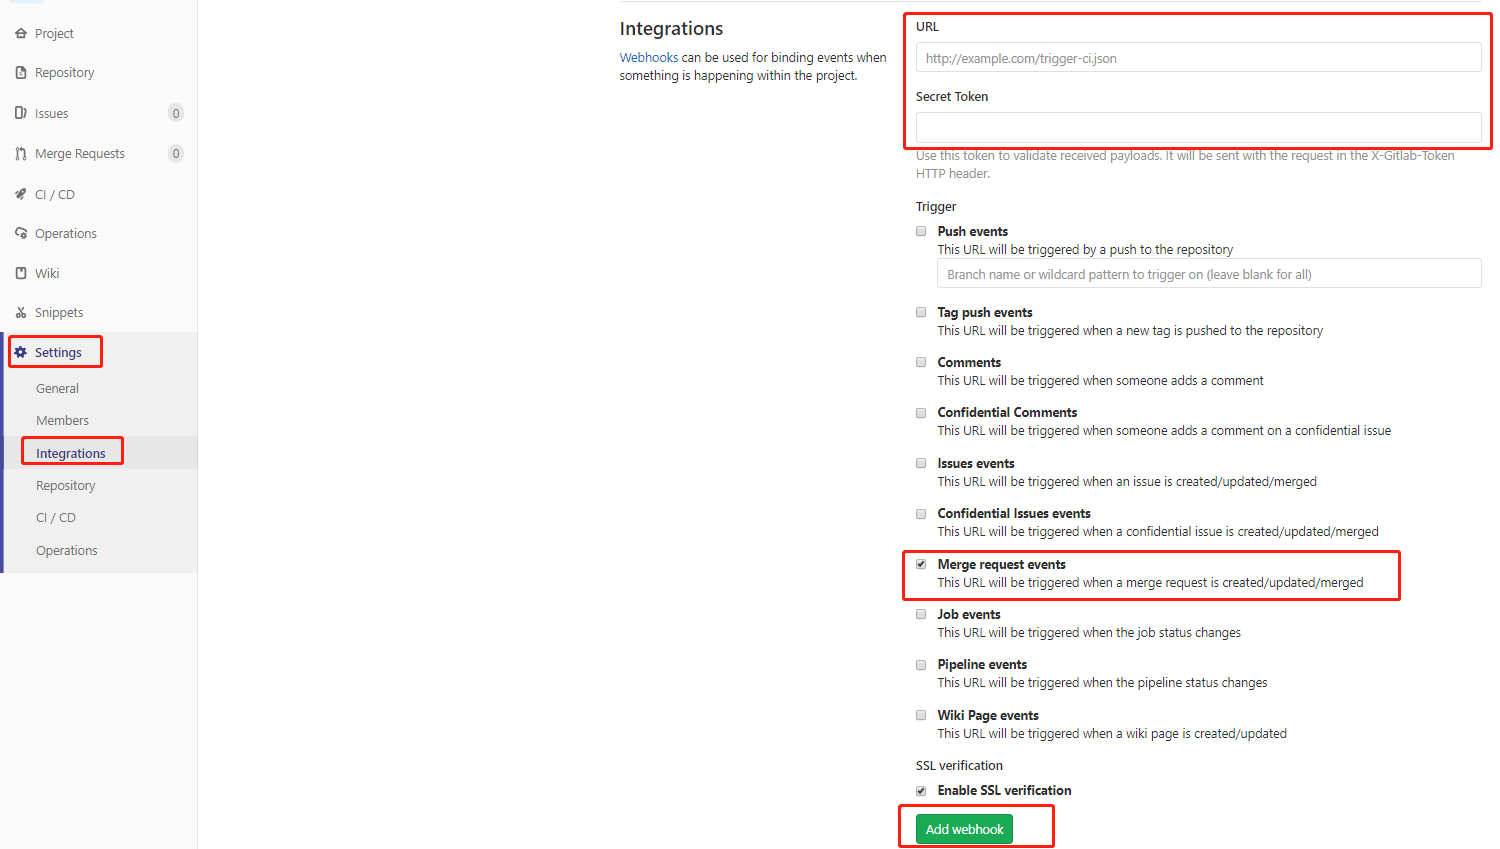 Project
Repository
Issues 0
Merge Requests 0
CI / CD
Operations
Wiki
Snippets
Settings
General
Members
Integrations
Repository
CI / CD
Operations
Integrations
Webhooks can be used for binding events when
something is happening within the project.
URL
http://example.com/trigger-ci.json
Secret Token
Use this token to validate received payloads. It will be sent with the request in the X-Gitlab-Token
HTTP header.
Trigger
Push events
This URL will be triggered by a push to the repository
Branch name or wildcard pattern to trigger on (leave blank for all)
Tag push events
This URL will be triggered when a new tag is pushed to the repository
Comments
This URL will be triggered when someone adds a comment
Confidential Comments
This URL will be triggered when someone adds a comment on a confidential issue
Issues events
This URL will be triggered when an issue is created/updated/merged
Confidential Issues events
This URL will be triggered when a confidential issue is created/updated/merged
Merge request events
This URL will be triggered when a merge request is created/updated/merged
Job events
This URL will be triggered when the job status changes
Pipeline events
This URL will be triggered when the pipeline status changes
Wiki Page events
This URL will be triggered when a wiki page is created/updated
SSL verification
Enable SSL verification
Add webhook